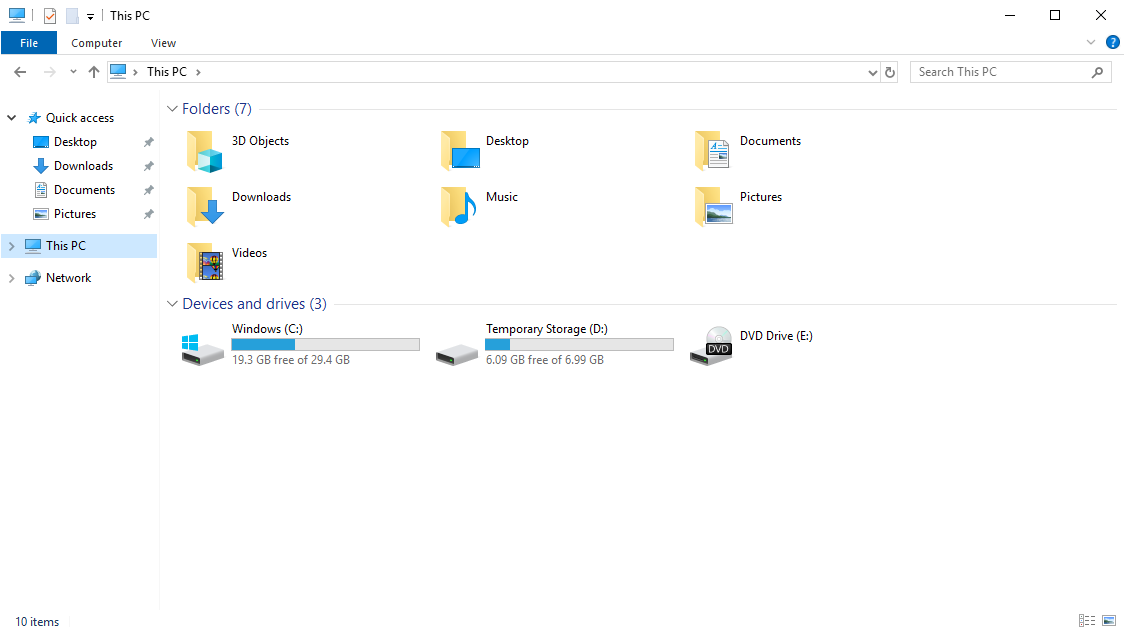 This PC
File Computer View ?
This PC
Search This PC
Quick access
Desktop
Downloads
Documents
Pictures
This PC
Network
Folders (7)
3D Objects
Desktop
Documents
Downloads
Music
Pictures
Videos
Devices and drives (3)
Windows (C:)
19.3 GB free of 29.4 GB
Temporary Storage (D:)
6.09 GB free of 6.99 GB
DVD
DVD Drive (E:)
10 items